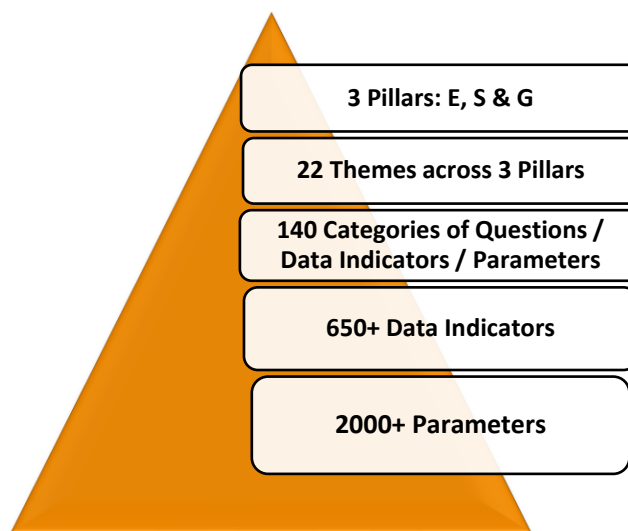 3 Pillars: E, S & G
22 Themes across 3 Pillars
140 Categories of Questions /
Data Indicators / Parameters
650+ Data Indicators
2000+ Parameters